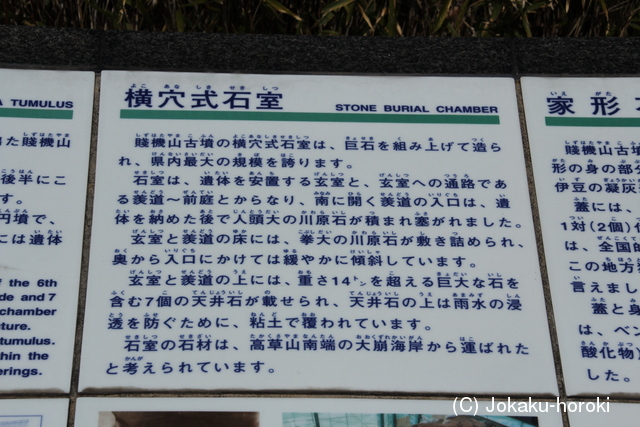 A TUMULUS
賤機山
後半にこ
円墳で、
には遺体
of the 6th
de and 7
chamber
ture.
tumulus.
hin the
erings.
横穴式石室
STONE BURIAL CHAMBER
賤機山古墳の横穴式石室は、巨石を組み上げて造ら
れ、県内最大の規模を誇ります。
石室は、遺体を安置する玄室と、玄室への通路であ
る羨道〜前庭とからなり、南に開く羨道の入口は、遺
体を納めた後で人頭大の川原石が積まれ塞がれました。
玄室と羨道の床には、拳大の川原石が敷き詰められ、
奥から入口にかけては緩やかに傾斜しています。
玄室と羨道の上には、重さ14㌧を超える巨大な石を
含む7個の天井石が載せられ、天井石の上は雨水の浸
透を防ぐために、粘土で覆われています。
石室の石材は、高草山南端の大崩海岸から運ばれた
と考えられています。
家形
賤機山古墳
形の身の部分
伊豆の凝灰
蓋には、
1対(2個)
は、全国
この地方
言えまし
蓋と身
は、ベン
酸化物)
した。
(C) Jokaku-horoki